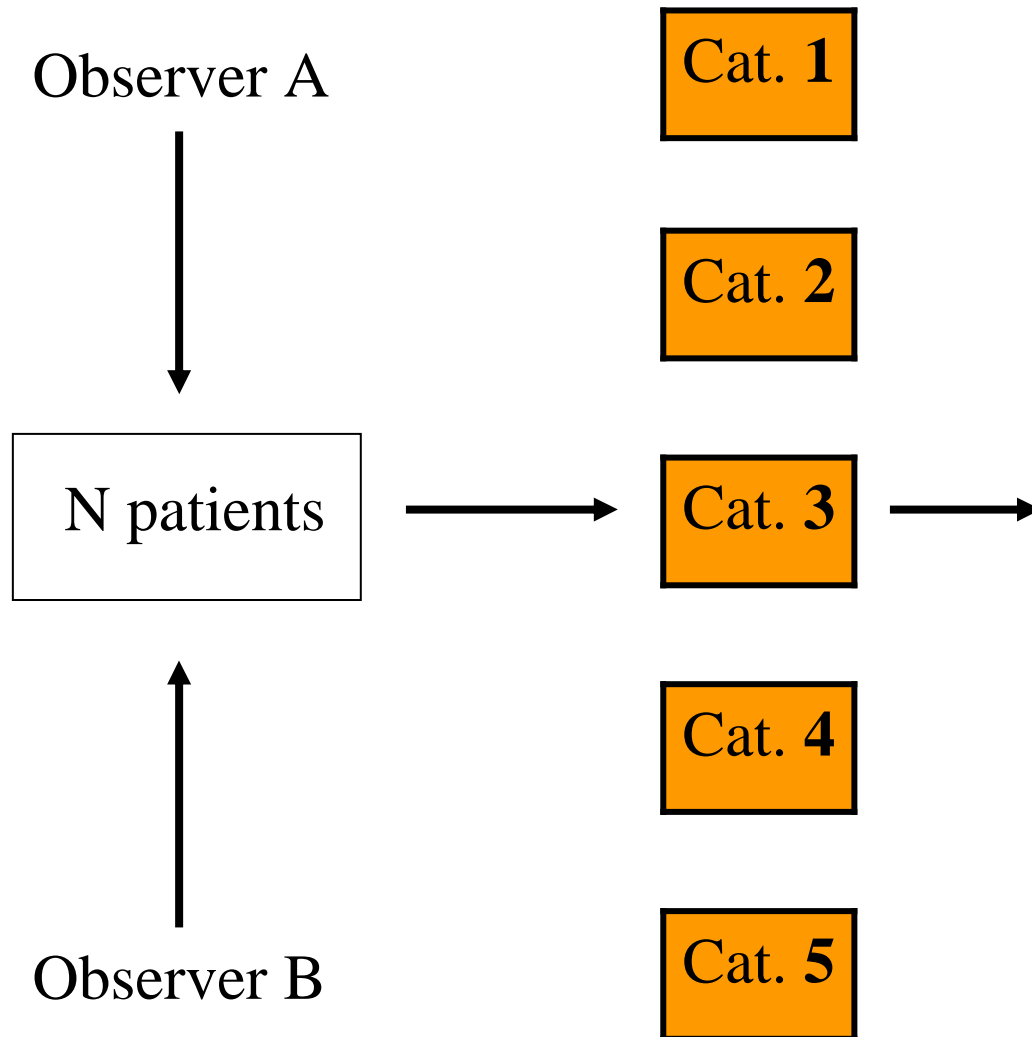 Observer A
Cat. 1
Cat. 2
N patients
Cat. 3
Cat. 4
Observer B
Cat. 5